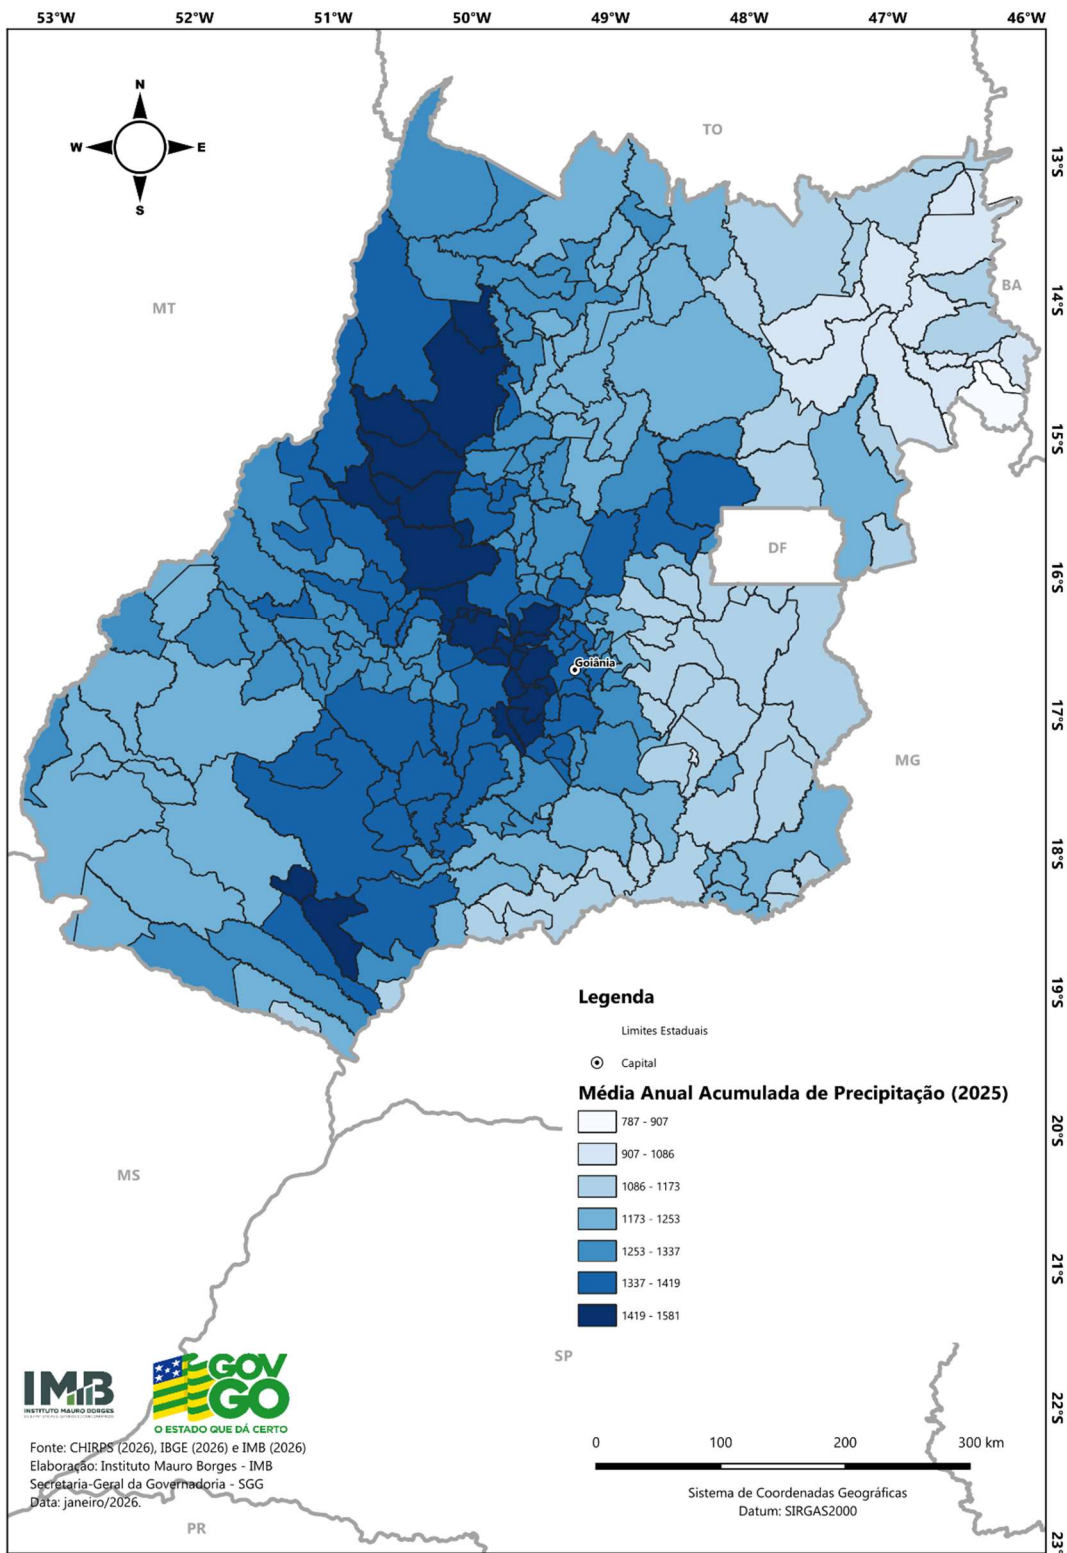 53°W 52°W 51°W 50°W 49°W 48°W 47°W 46°W
N
W E
S
TO
13°S
MT
BA
14°S
15°S
DF
16°S
Goiânia
17°S
MG
18°S
19°S
Legenda
Limites Estaduais
Capital
Média Anual Acumulada de Precipitação (2025)
787 - 907
907 - 1086
1086 - 1173
1173 - 1253
1253 - 1337
1337 - 1419
1419 - 1581
20°S
MS
21°S
SP
IMB
INSTITUTO MAURO BORGES
GOV
GO
O ESTADO QUE DÁ CERTO
22°S
Fonte: CHIRPS (2026), IBGE (2026) e IMB (2026)
Elaboração: Instituto Mauro Borges - IMB
Secretaria-Geral da Governadoria - SGG
Data: janeiro/2026.
0 100 200 300 km
Sistema de Coordenadas Geográficas
Datum: SIRGAS2000
PR
23°